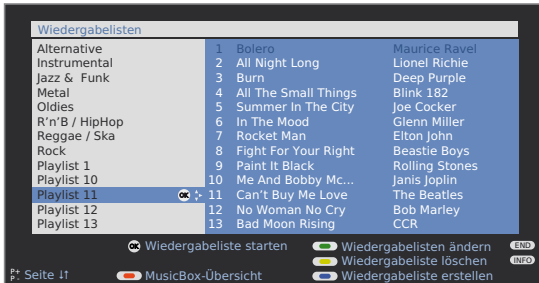 Wiedergabelisten
Alternative
Instrumental
Jazz & Funk
Metal
Oldies
R'n'B / HipHop
Reggae / Ska
Rock
Playlist 1
Playlist 10
Playlist 11 OK
Playlist 12
Playlist 13
1 Bolero Maurice Ravel
2 All Night Long Lionel Richie
3 Burn Deep Purple
4 All The Small Things Blink 182
5 Summer In The City Joe Cocker
6 In The Mood Glenn Miller
7 Rocket Man Elton John
8 Fight For Your Right Beastie Boys
9 Paint It Black Rolling Stones
10 Me And Bobby Mc... Janis Joplin
11 Can't Buy Me Love The Beatles
12 No Woman No Cry Bob Marley
13 Bad Moon Rising CCR
OK Wiedergabeliste starten
Wiedergabelisten ändern END
Wiedergabeliste löschen INFO
P+
P- Seite ↓↑
MusicBox-Übersicht
Wiedergabeliste erstellen